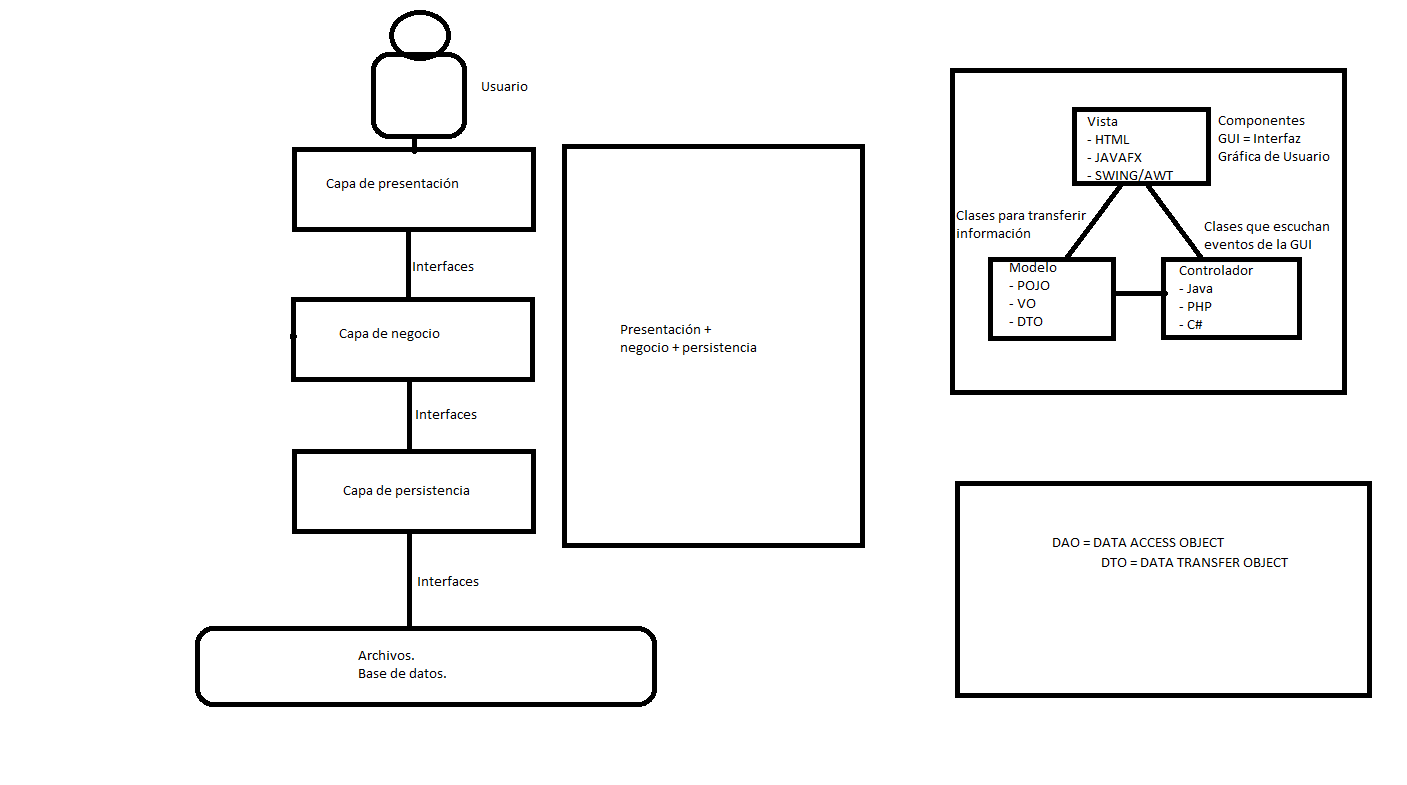 Usuario
Capa de presentación
Interfaces
Capa de negocio
Interfaces
Capa de persistencia
Interfaces
Archivos.
Base de datos.
Presentación +
negocio + persistencia
Vista
- HTML
- JAVAFX
- SWING/AWT
Componentes
GUI = Interfaz
Gráfica de Usuario
Clases para transferir
información
Clases que escuchan
eventos de la GUI
Modelo
- POJO
- VO
- DTO
Controlador
- Java
- PHP
- C#
DAO = DATA ACCESS OBJECT
DTO = DATA TRANSFER OBJECT